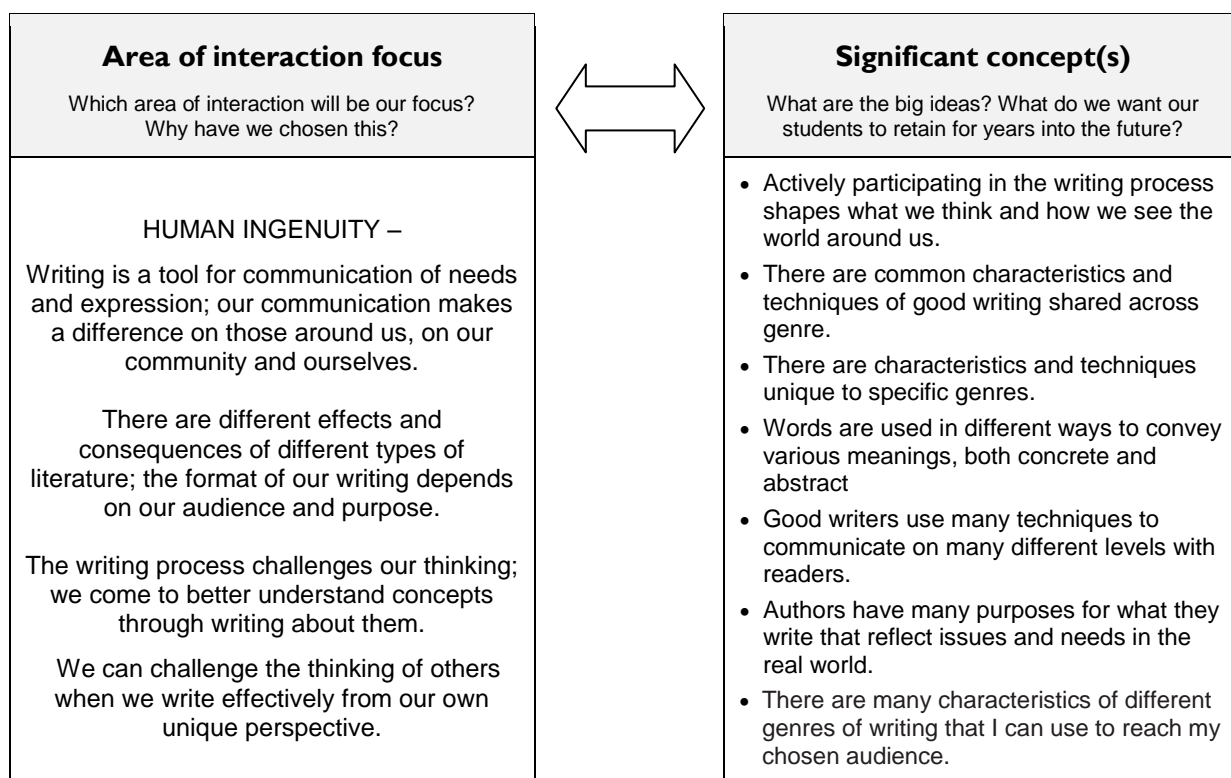 Area of interaction focus
Which area of interaction will be our focus?
Why have we chosen this?
HUMAN INGENUITY –
Writing is a tool for communication of needs
and expression; our communication makes
a difference on those around us, on our
community and ourselves.
There are different effects and
consequences of different types of
literature; the format of our writing depends
on our audience and purpose.
The writing process challenges our thinking;
we come to better understand concepts
through writing about them.
We can challenge the thinking of others
when we write effectively from our own
unique perspective.
Significant concept(s)
What are the big ideas? What do we want our
students to retain for years into the future?
• Actively participating in the writing process
shapes what we think and how we see the
world around us.
• There are common characteristics and
techniques of good writing shared across
genre.
• There are characteristics and techniques
unique to specific genres.
• Words are used in different ways to convey
various meanings, both concrete and
abstract
• Good writers use many techniques to
communicate on many different levels with
readers.
• Authors have many purposes for what they
write that reflect issues and needs in the
real world.
• There are many characteristics of different
genres of writing that I can use to reach my
chosen audience.